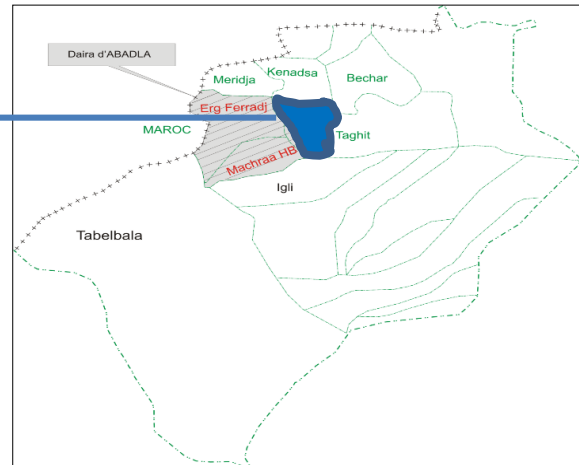 Daira d'ABADLA
Kenadsa
Meridja
Bechar
Erg Ferradj
MAROC
Taghit
Machraa HB
Igli
Tabelbala